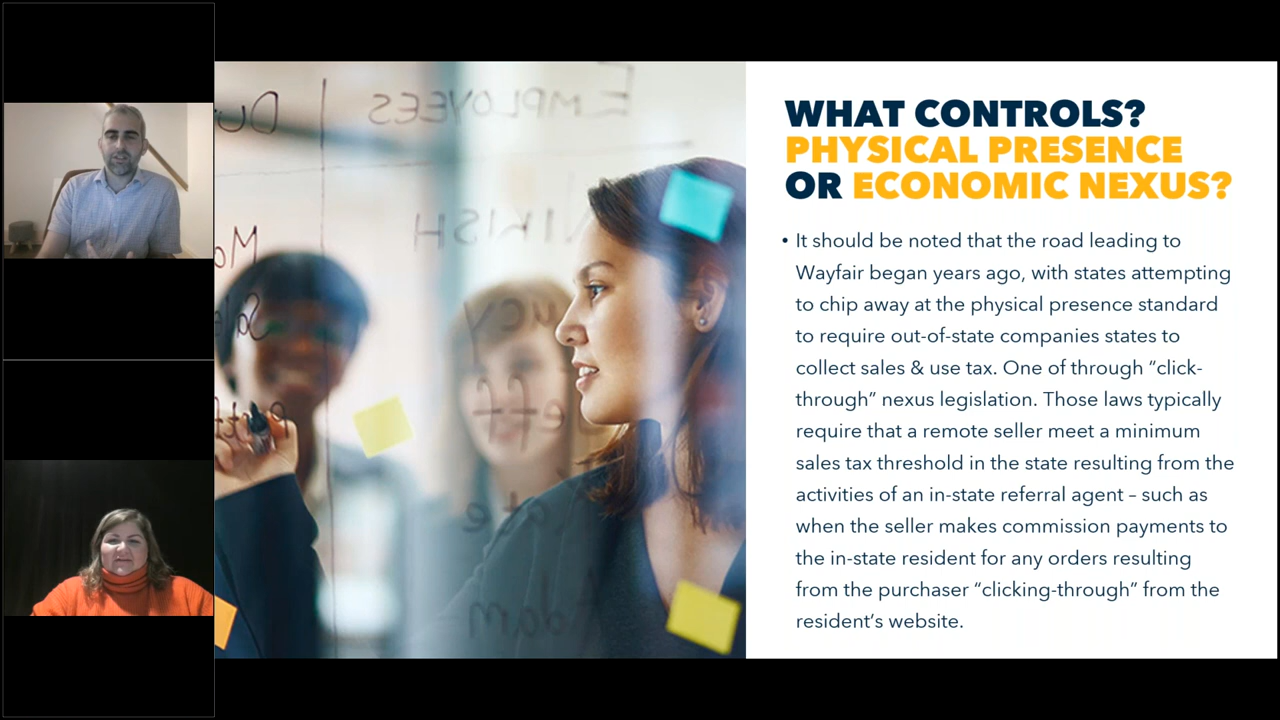 EMPLOYEES
NIKISH
WHAT CONTROLS?
PHYSICAL PRESENCE
OR ECONOMIC NEXUS?
• It should be noted that the road leading to
Wayfair began years ago, with states attempting
to chip away at the physical presence standard
to require out-of-state companies states to
collect sales & use tax. One of through “click-
through” nexus legislation. Those laws typically
require that a remote seller meet a minimum
sales tax threshold in the state resulting from the
activities of an in-state referral agent – such as
when the seller makes commission payments to
the in-state resident for any orders resulting
from the purchaser “clicking-through” from the
resident’s website.